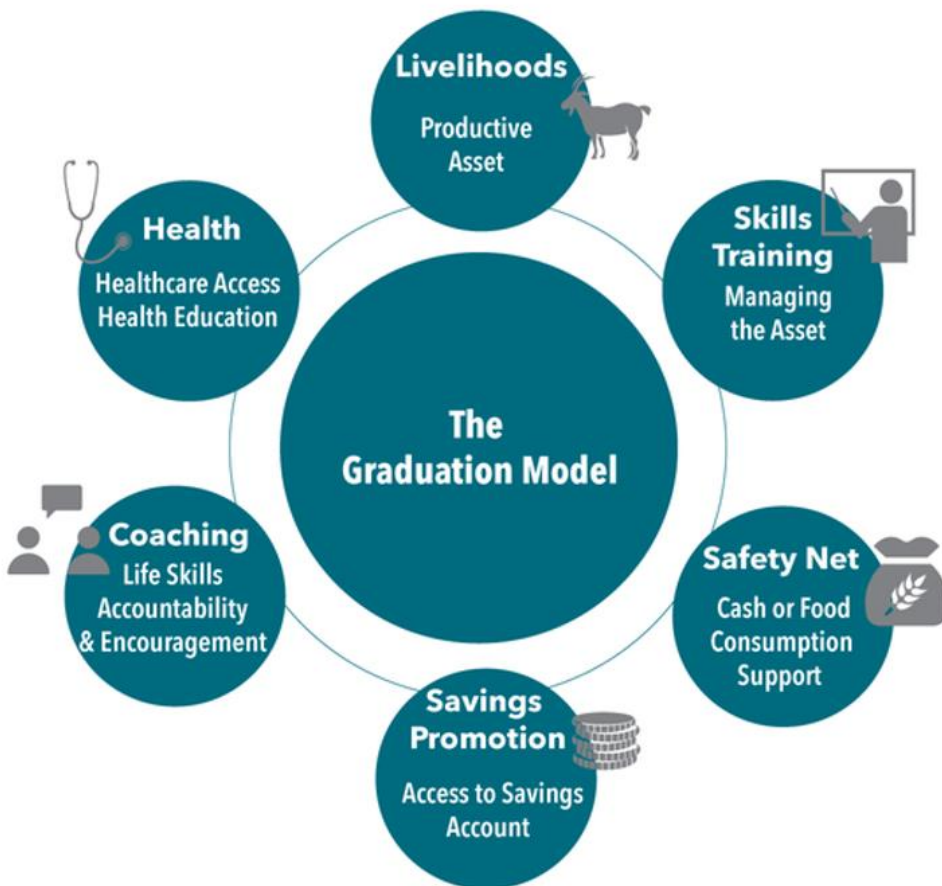 Livelihoods
Productive
Asset
Skills
Training
Managing
the Asset
Safety Net
Cash or Food
Consumption
Support
Savings
Promotion
Access to Savings
Account
Coaching
Life Skills
Accountability
& Encouragement
Health
Healthcare Access
Health Education
The
Graduation Model